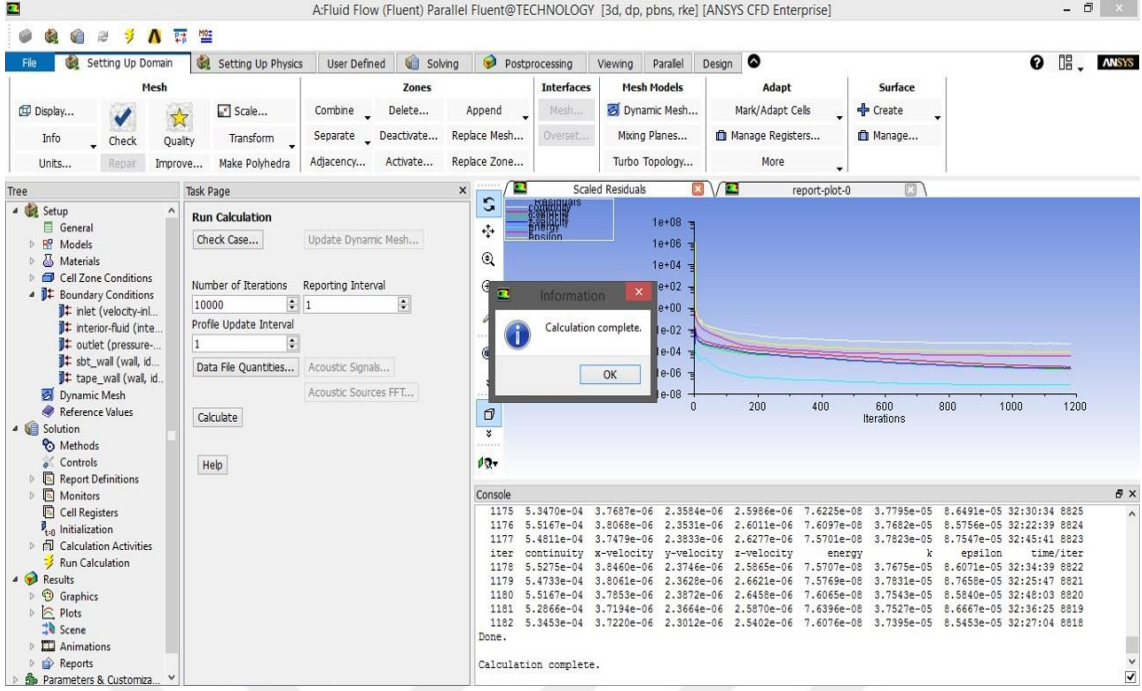 A:Fluid Flow (Fluent) Parallel Fluent@TECHNOLOGY [3d, dp, pbns, rke] [ANSYS CFD Enterprise]
File Setting Up Domain Setting Up Physics User Defined Solving Postprocessing Viewing Parallel Design ANSYS
Mesh Zones Interfaces Mesh Models Adapt Surface
Display... Scale... Combine Delete... Append Mesh... Dynamic Mesh... Mark/Adapt Cells Create
Info Check Quality Transform Separate Deactivate... Replace Mesh... Overset... Mixing Planes... Manage Registers... Manage...
Units... Repair Improve... Make Polyhedra Adjacency... Activate... Replace Zone... Turbo Topology... More
Tree
Setup
General
Models
Materials
Cell Zone Conditions
Boundary Conditions
inlet (velocity-inl...
interior-fluid (inte...
outlet (pressure-...
sbt_wall (wall, id...
tape_wall (wall, id...
Dynamic Mesh
Reference Values
Solution
Methods
Controls
Report Definitions
Monitors
Cell Registers
Initialization
Calculation Activities
Run Calculation
Results
Graphics
Plots
Scene
Animations
Reports
Parameters & Customiza...
Task Page
Run Calculation
Check Case... Update Dynamic Mesh...
Number of Iterations Reporting Interval
10000 1
Profile Update Interval
1
Data File Quantities... Acoustic Signals...
Acoustic Sources FFT...
Calculate
Help
Scaled Residuals report-plot-0
Residuals
continuity
x-velocity
energy
epsilon
1e+08
1e+06
1e+04
e+02
e+00
1e-02
1e-04
1e-06
1e-08
0 200 400 600 800 1000 1200
Iterations
Information
Calculation complete.
OK
Console
1175 5.3470e-04 3.7687e-06 2.3584e-06 2.5986e-06 7.6225e-08 3.7795e-05 8.6491e-05 32:30:34 8825
1176 5.5167e-04 3.8068e-06 2.3531e-06 2.6011e-06 7.6097e-08 3.7682e-05 8.5756e-05 32:22:39 8824
1177 5.4811e-04 3.7479e-06 2.3833e-06 2.6277e-06 7.5701e-08 3.7823e-05 8.7547e-05 32:45:41 8823
iter continuity x-velocity y-velocity z-velocity energy k epsilon time/iter
1178 5.5275e-04 3.8460e-06 2.3746e-06 2.5865e-06 7.5707e-08 3.7675e-05 8.6071e-05 32:34:39 8822
1179 5.4733e-04 3.8061e-06 2.3628e-06 2.6621e-06 7.5769e-08 3.7831e-05 8.7658e-05 32:25:47 8821
1180 5.5167e-04 3.7853e-06 2.3872e-06 2.6458e-06 7.6065e-08 3.7543e-05 8.5840e-05 32:48:03 8820
1181 5.2866e-04 3.7194e-06 2.3664e-06 2.5870e-06 7.6396e-08 3.7527e-05 8.6667e-05 32:36:25 8819
1182 5.3453e-04 3.7220e-06 2.3012e-06 2.5402e-06 7.6076e-08 3.7395e-05 8.5453e-05 32:27:04 8818
Done.
Calculation complete.